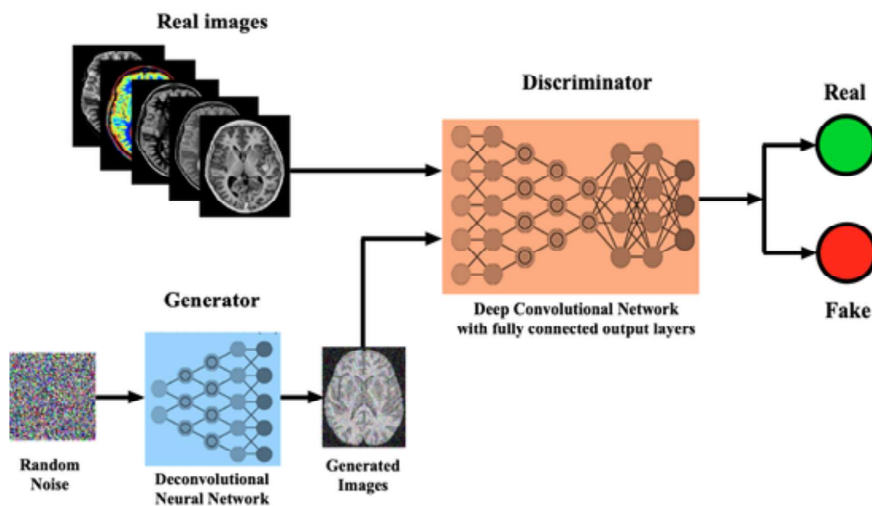 Real images
Discriminator
Real
Fake
Deep Convolutional Network
with fully connected output layers
Generator
Random
Noise
Deconvolutional
Neural Network
Generated
Images